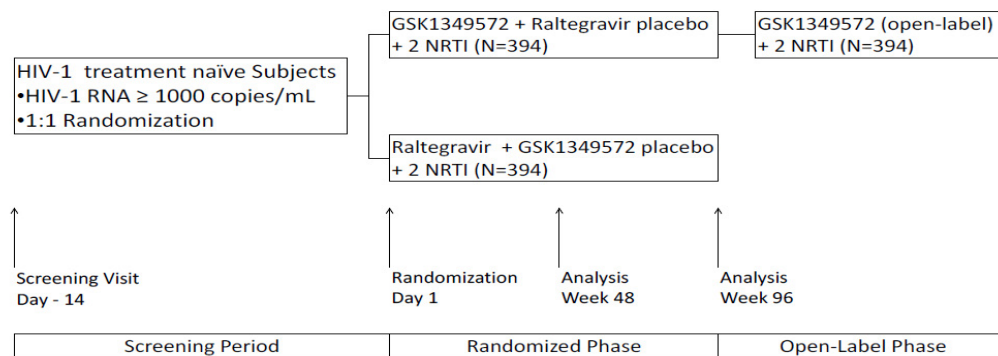 GSK1349572 + Raltegravir placebo
+ 2 NRTI (N=394)
GSK1349572 (open-label)
+ 2 NRTI (N=394)
HIV-1  treatment naïve Subjects
•HIV-1 RNA ≥ 1000 copies/mL
•1:1 Randomization
Raltegravir  + GSK1349572 placebo
+ 2 NRTI (N=394)
Screening Visit
Day - 14
Randomization
Day 1
Analysis
Week 48
Analysis
Week 96
Screening Period
Randomized Phase
Open-Label Phase